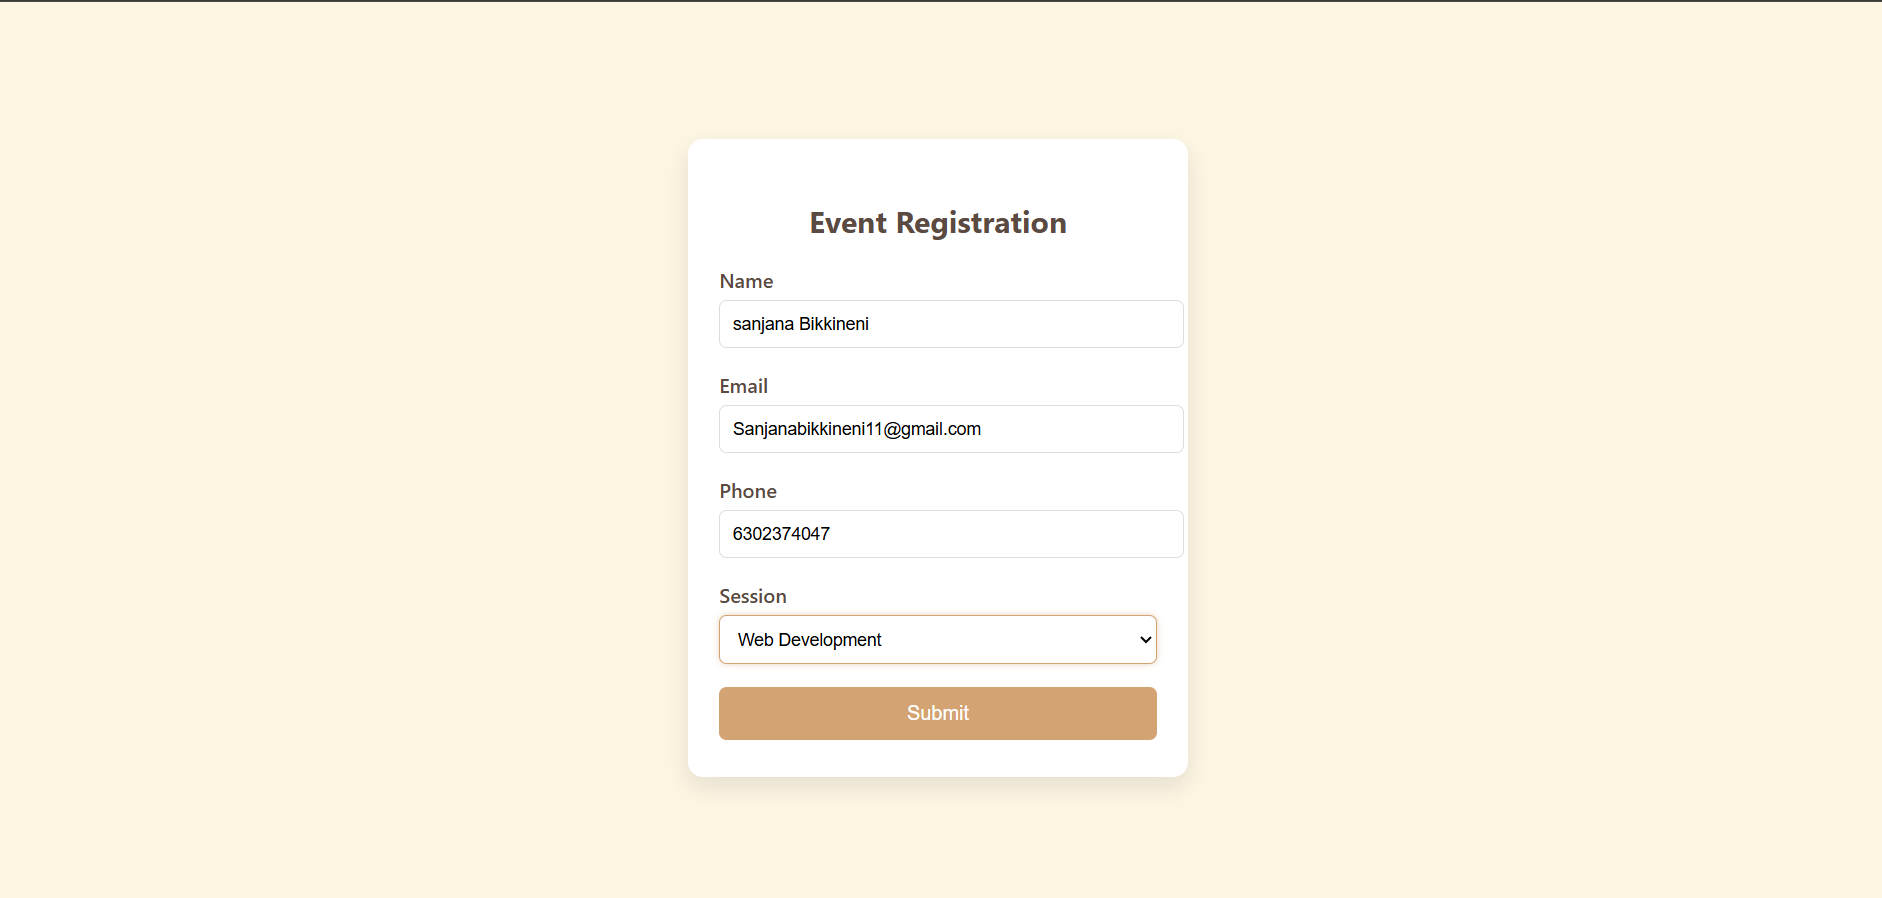 Event Registration
Name
sanjana Bikkineni
Email
Sanjanabikkineni11@gmail.com
Phone
6302374047
Session
Web Development
Submit